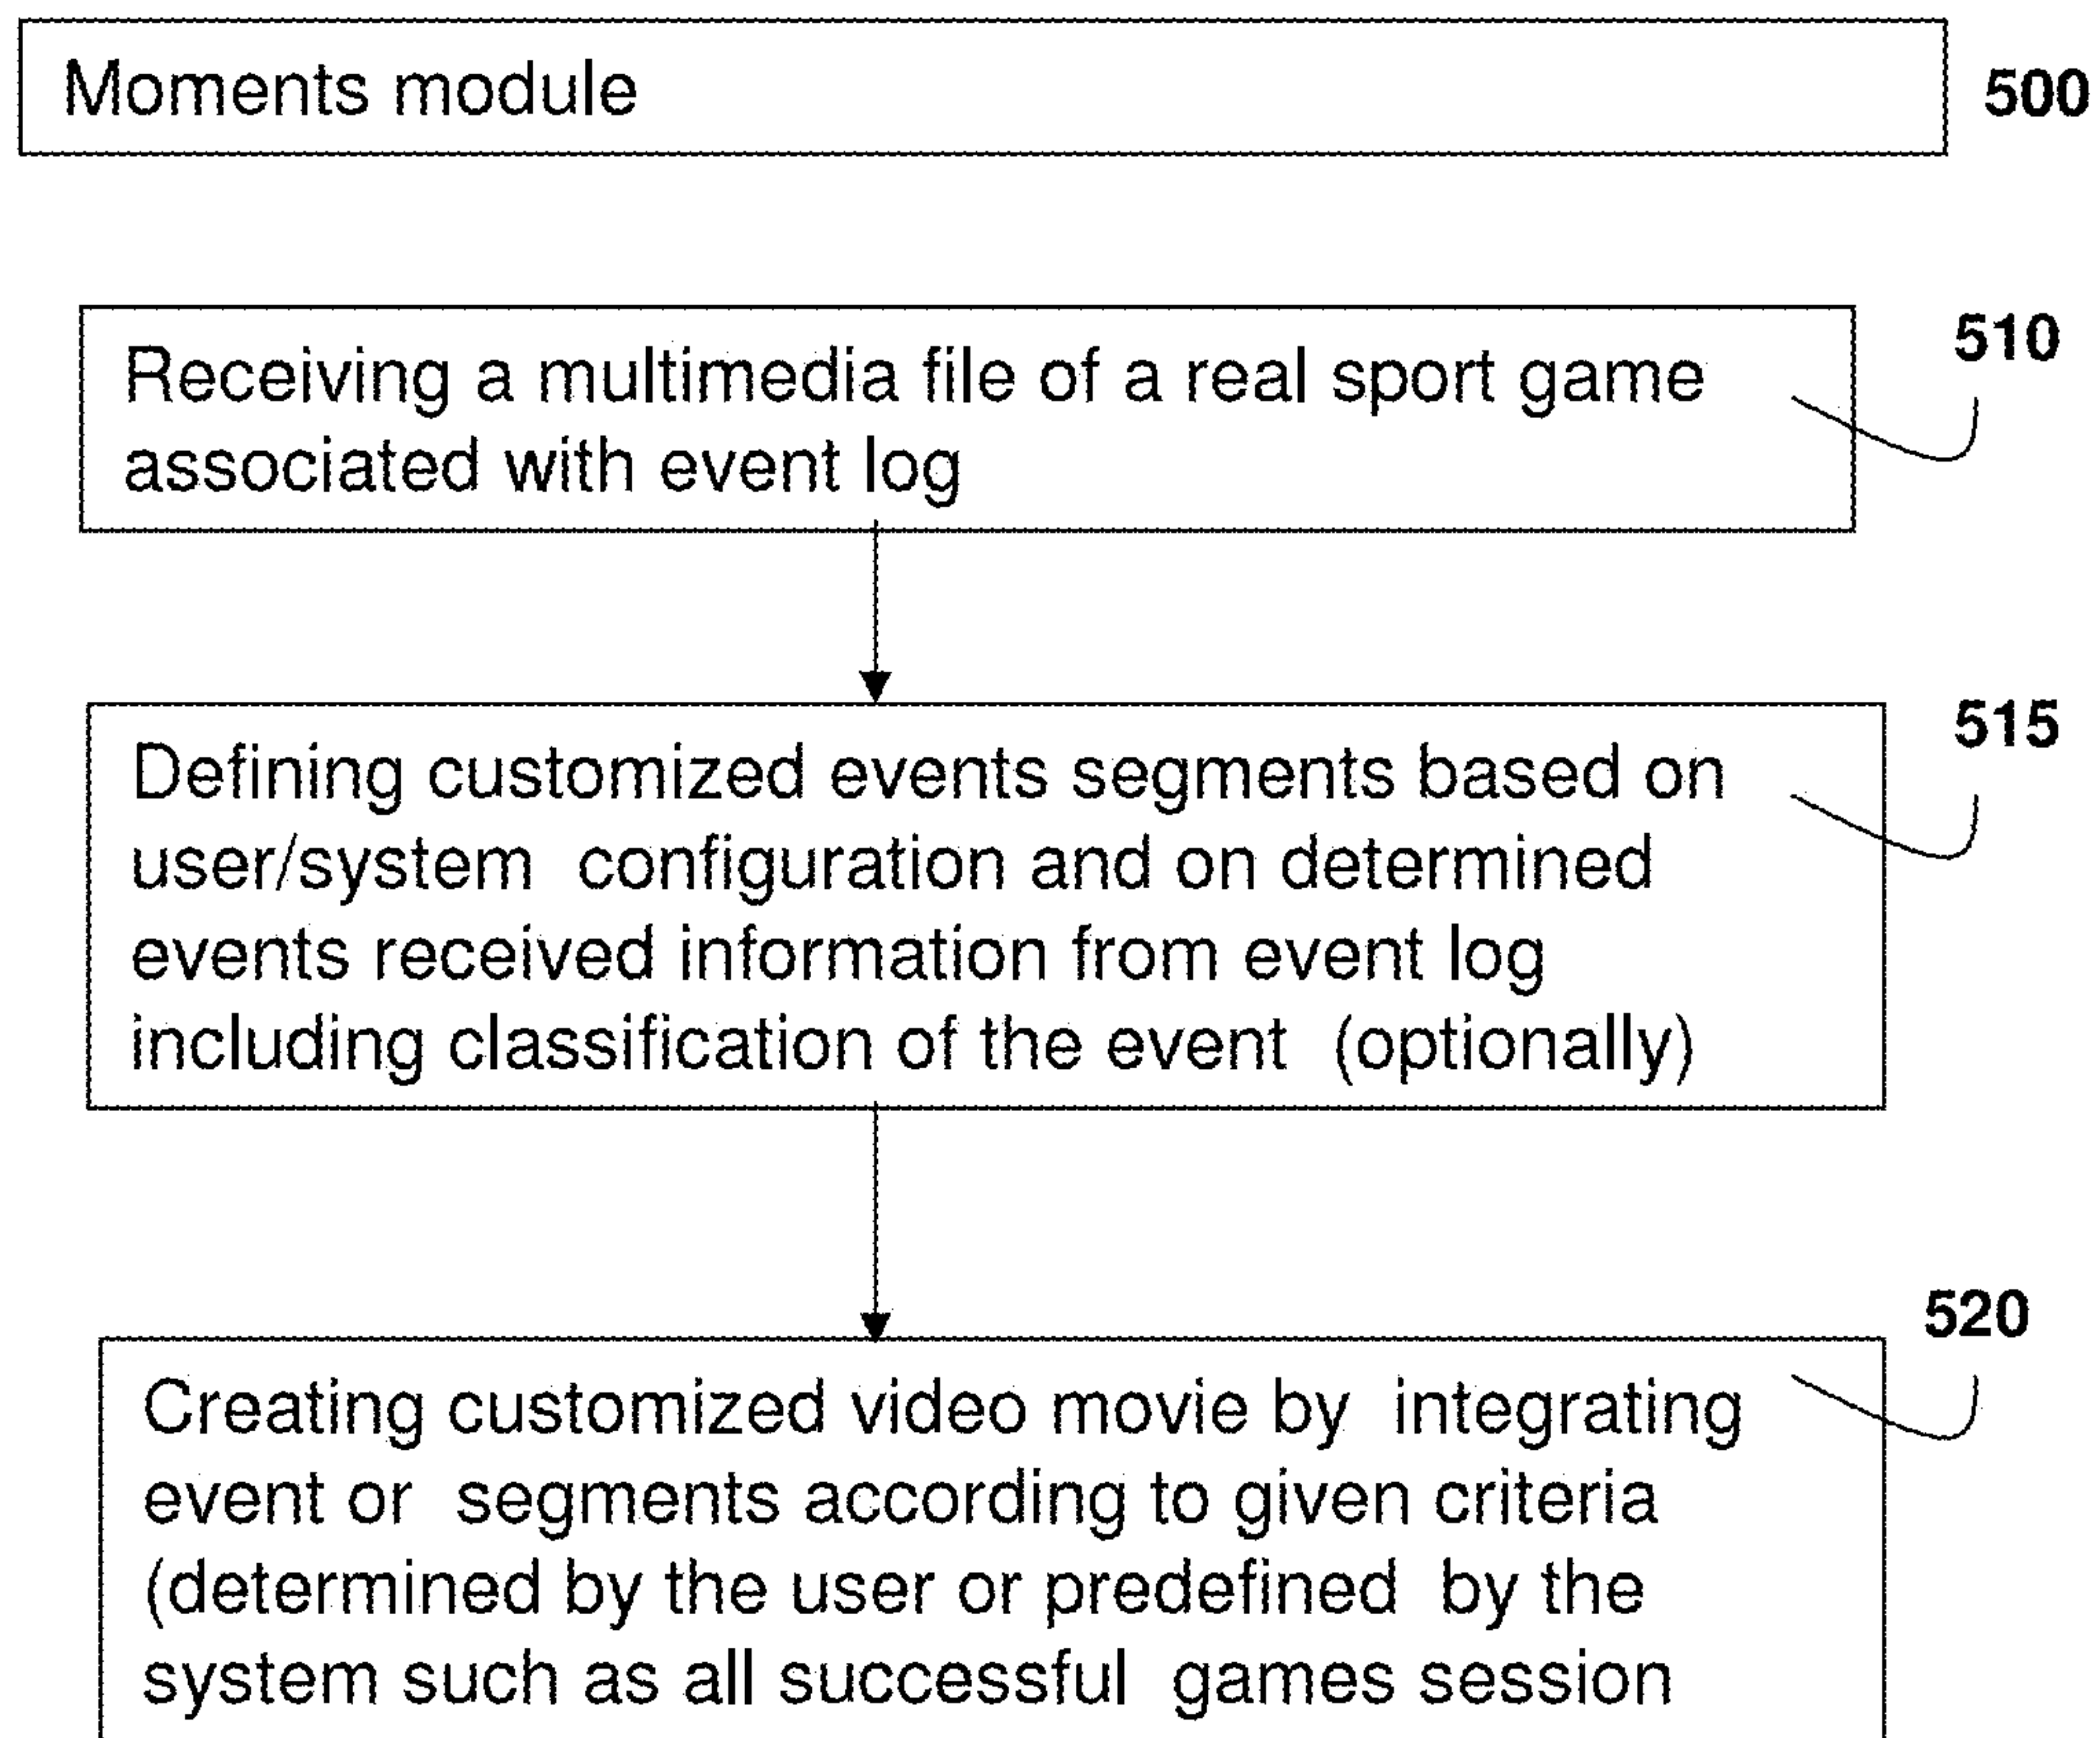 Moments module
500
510
Receiving a multimedia file of a real sport game
associated with event log
515
Defining customized events segments based on
user/system configuration and on determined
events received information from event log
including classification of the event (optionally)
520
Creating customized video movie by integrating
event or segments according to given criteria
(determined by the user or predefined by the
system such as all successful games session